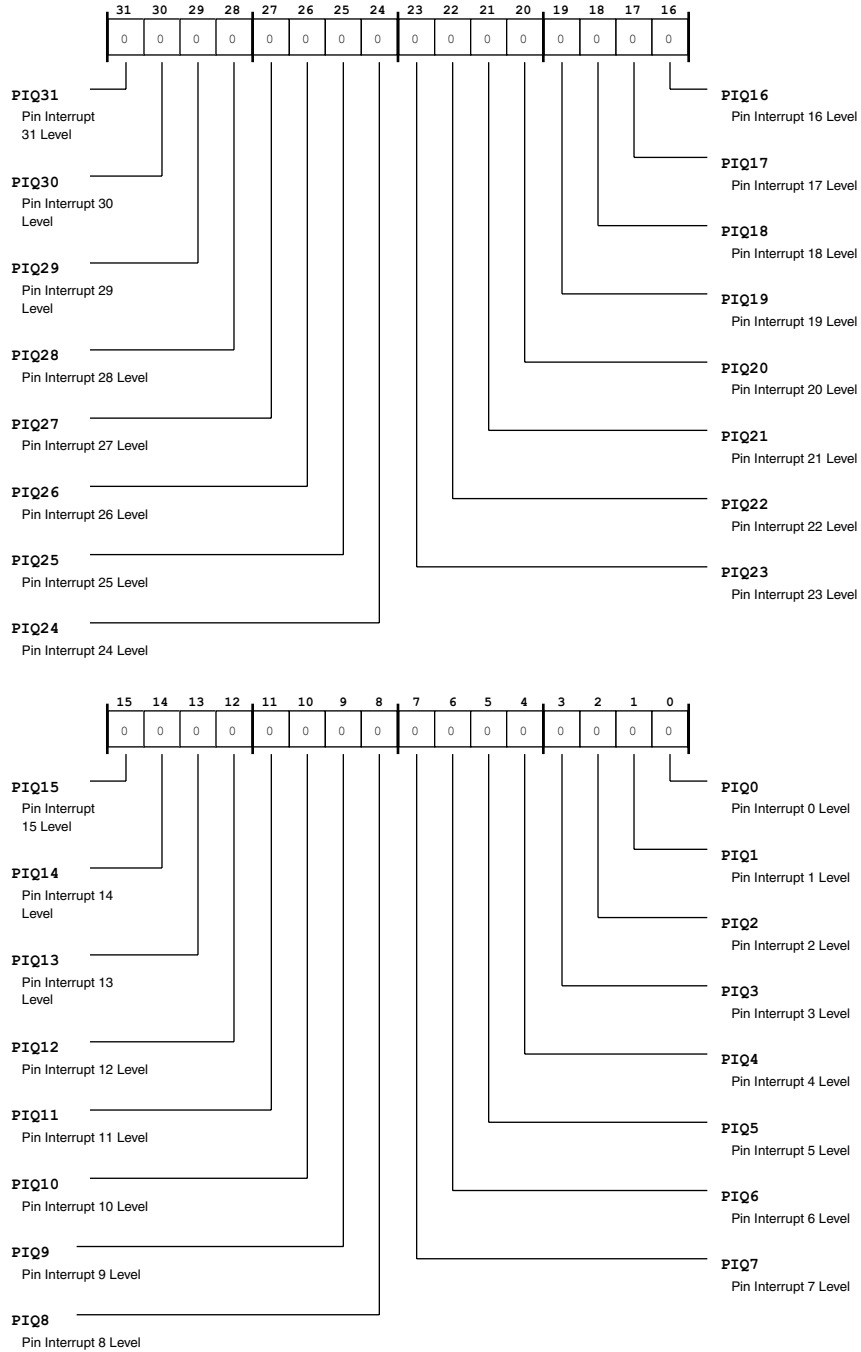 31 30 29 28 27 26 25 24 23 22 21 20 19 18 17 16
0 0 0 0 0 0 0 0 0 0 0 0 0 0 0 0
PIQ31
Pin Interrupt
31 Level
PIQ30
Pin Interrupt 30
Level
PIQ29
Pin Interrupt 29
Level
PIQ28
Pin Interrupt 28 Level
PIQ27
Pin Interrupt 27 Level
PIQ26
Pin Interrupt 26 Level
PIQ25
Pin Interrupt 25 Level
PIQ24
Pin Interrupt 24 Level
PIQ16
Pin Interrupt 16 Level
PIQ17
Pin Interrupt 17 Level
PIQ18
Pin Interrupt 18 Level
PIQ19
Pin Interrupt 19 Level
PIQ20
Pin Interrupt 20 Level
PIQ21
Pin Interrupt 21 Level
PIQ22
Pin Interrupt 22 Level
PIQ23
Pin Interrupt 23 Level
15 14 13 12 11 10 9 8 7 6 5 4 3 2 1 0
0 0 0 0 0 0 0 0 0 0 0 0 0 0 0 0
PIQ15
Pin Interrupt
15 Level
PIQ14
Pin Interrupt 14
Level
PIQ13
Pin Interrupt 13
Level
PIQ12
Pin Interrupt 12 Level
PIQ11
Pin Interrupt 11 Level
PIQ10
Pin Interrupt 10 Level
PIQ9
Pin Interrupt 9 Level
PIQ8
Pin Interrupt 8 Level
PIQ0
Pin Interrupt 0 Level
PIQ1
Pin Interrupt 1 Level
PIQ2
Pin Interrupt 2 Level
PIQ3
Pin Interrupt 3 Level
PIQ4
Pin Interrupt 4 Level
PIQ5
Pin Interrupt 5 Level
PIQ6
Pin Interrupt 6 Level
PIQ7
Pin Interrupt 7 Level